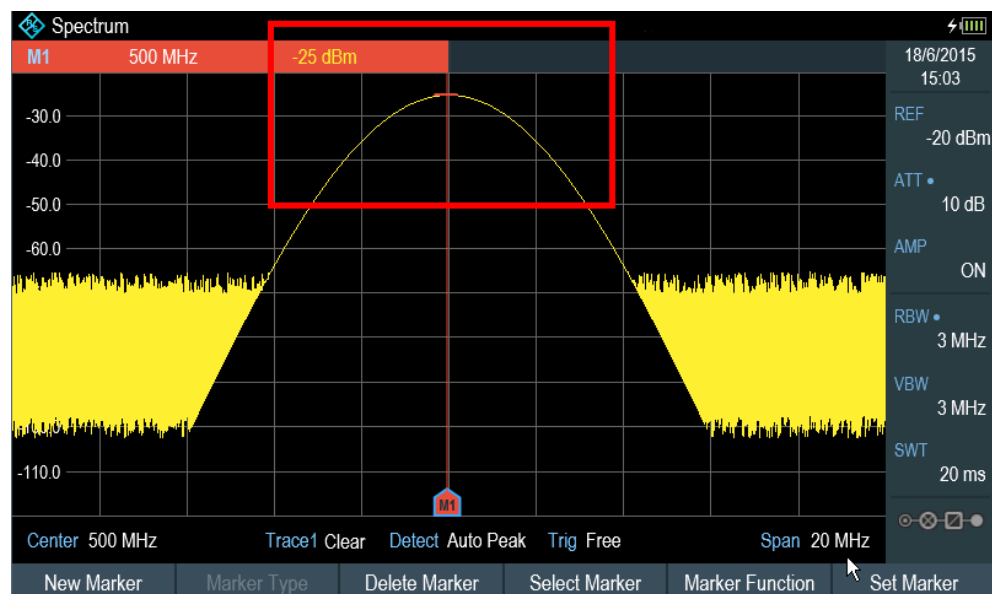 Spectrum
M1 500 MHz -25 dBm
18/6/2015
15:03
-30.0
-40.0
-50.0
-60.0
-110.0
REF
-20 dBm
ATT •
10 dB
AMP
ON
RBW •
3 MHz
VBW
3 MHz
SWT
20 ms
M1
Center 500 MHz Trace1 Clear Detect Auto Peak Trig Free Span 20 MHz
New Marker Marker Type Delete Marker Select Marker Marker Function Set Marker